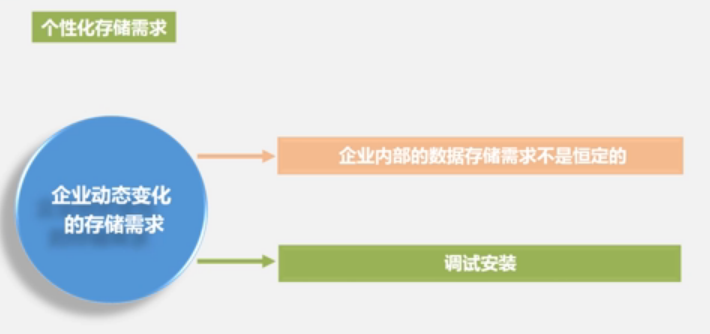 个性化存储需求
企业动态变化
的存储需求
企业内部的数据存储需求不是恒定的
调试安装